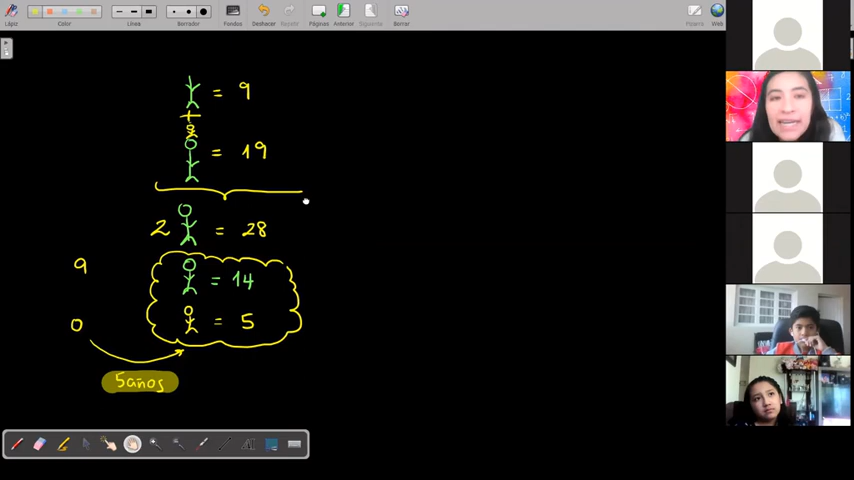 Lápiz Color Línea Borrador Fondos Deshacer Repetir Páginas Anterior Siguiente Borrar Pizarra Web
= 9
+
= 19
2 = 28
9 = 14
0 = 5
5años